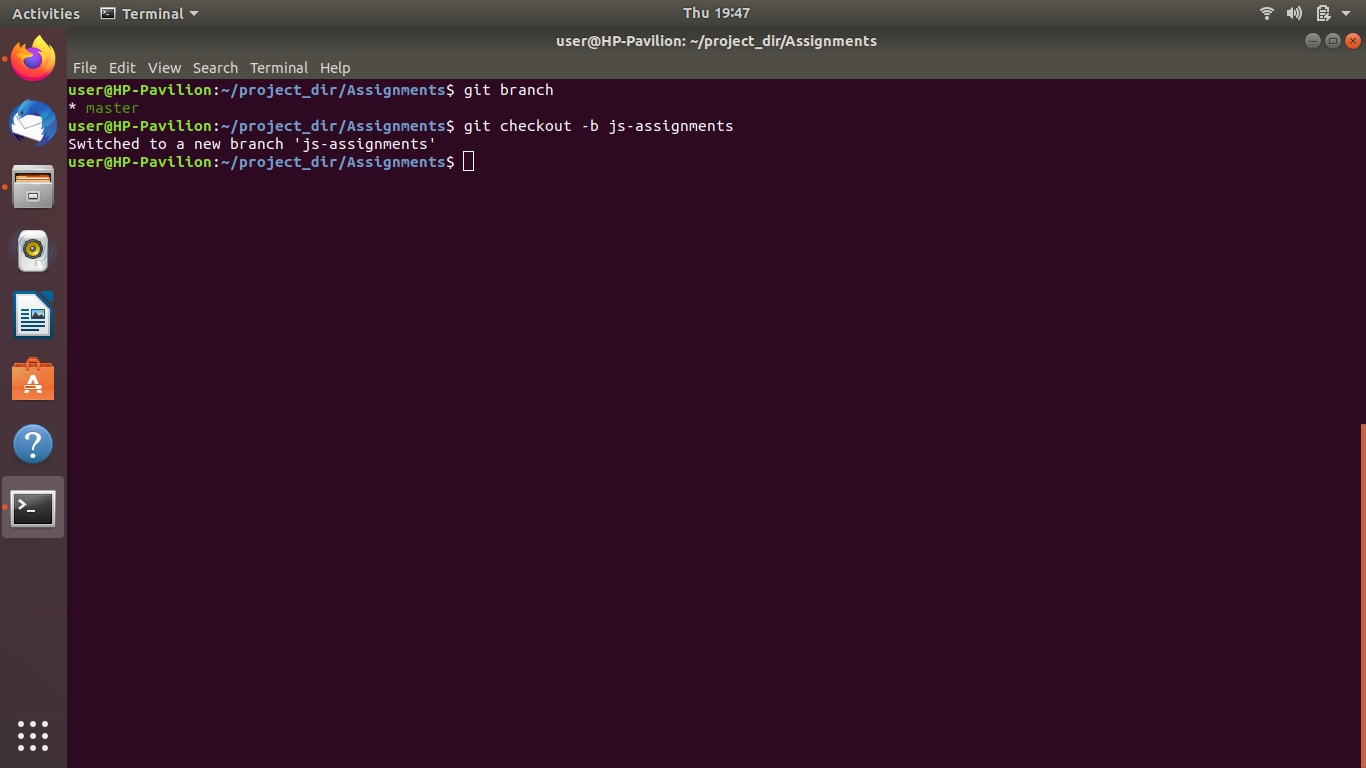 Activities Terminal Thu 19:47
user@HP-Pavilion: ~/project_dir/Assignments
File Edit View Search Terminal Help
user@HP-Pavilion:~/project_dir/Assignments$ git branch
* master
user@HP-Pavilion:~/project_dir/Assignments$ git checkout -b js-assignments
Switched to a new branch 'js-assignments'
user@HP-Pavilion:~/project_dir/Assignments$